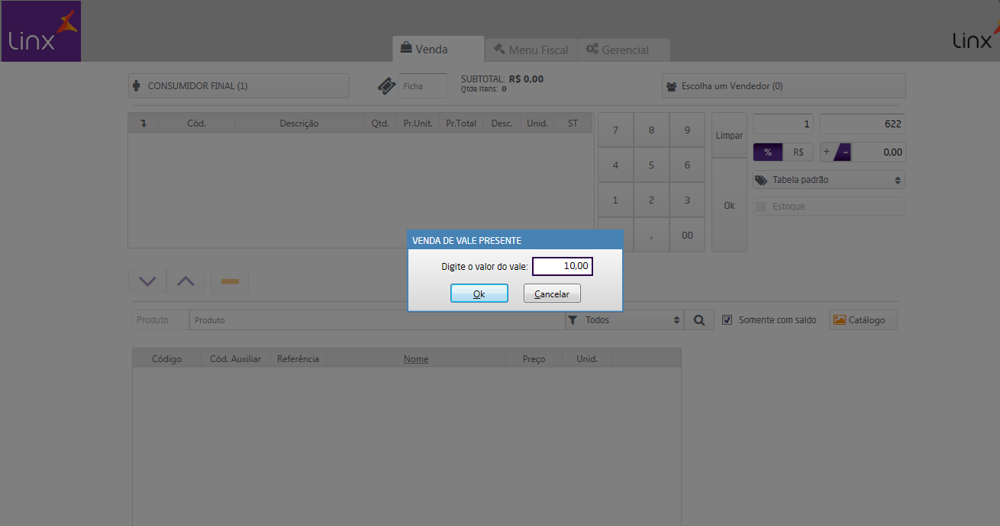 Linx
Linx
Venda
Menu Fiscal
Gerencial
CONSUMIDOR FINAL (1)
Ficha
SUBTOTAL: R$ 0,00
Qtde Itens: 0
Escolha um Vendedor (0)
Cód. Descrição Qtd. Pr.Unit. Pr.Total Desc. Unid. ST
7 8 9
4 5 6
1 2 3
, 00
Limpar
Ok
1 622
% R$ + - 0,00
Tabela padrão
Estoque
VENDA DE VALE PRESENTE
Digite o valor do vale: 10,00
Ok Cancelar
Produto Produto Todos Somente com saldo Catálogo
Código Cód. Auxiliar Referência Nome Preço Unid.